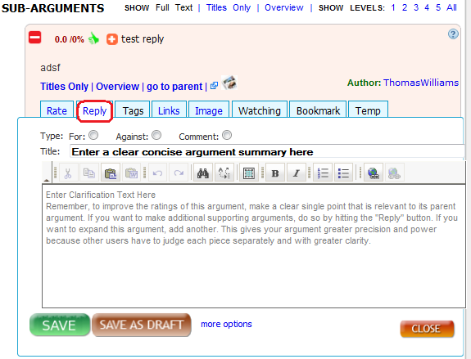 SUB-ARGUMENTS SHOW Full Text | Titles Only | Overview | SHOW LEVELS: 1 2 3 4 5 All
0.0 /0% test reply
adsf
Titles Only | Overview | go to parent |
Author: ThomasWilliams
Rate Reply Tags Links Image Watching Bookmark Temp
Type: For: Against: Comment:
Title: Enter a clear concise argument summary here
B I
Enter Clarification Text Here
Remember, to improve the ratings of this argument, make a clear single point that is relevant to its parent
argument. If you want to make additional supporting arguments, do so by hitting the "Reply" button. If you
want to expand this argument, add another. This gives your argument greater precision and power
because other users have to judge each piece separately and with greater clarity.
SAVE SAVE AS DRAFT more options CLOSE